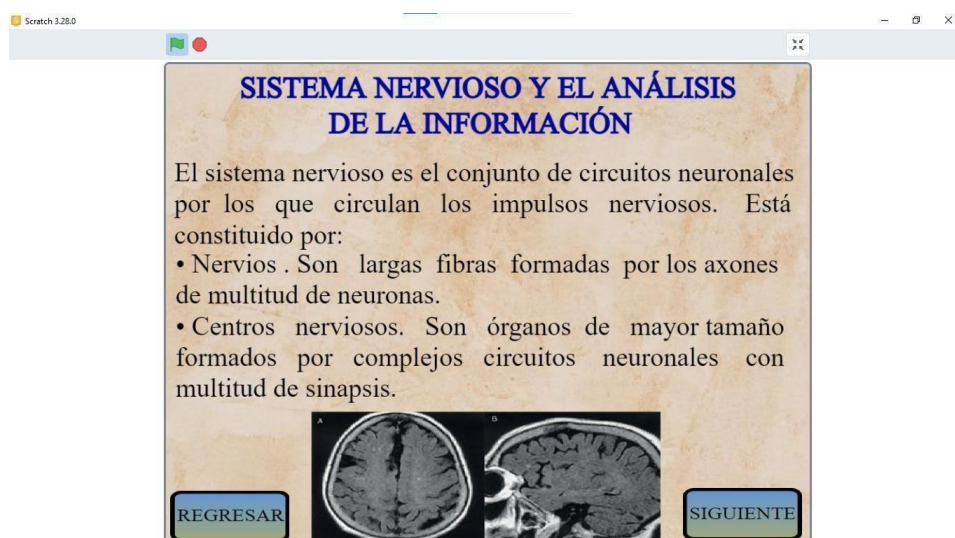 Scratch 3.28.0
SISTEMA NERVIOSO Y EL ANÁLISIS
DE LA INFORMACIÓN
El sistema nervioso es el conjunto de circuitos neuronales
por los que circulan los impulsos nerviosos. Está
constituido por:
• Nervios . Son largas fibras formadas por los axones
de multitud de neuronas.
• Centros nerviosos. Son órganos de mayor tamaño
formados por complejos circuitos neuronales con
multitud de sinapsis.
A
B
REGRESAR
SIGUIENTE